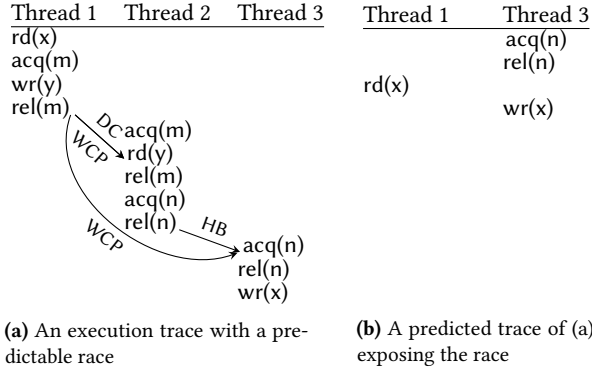 Thread 1 Thread 2 Thread 3
rd(x)
acq(m)
wr(y)
rel(m)
DC
WCP
acq(m)
rd(y)
rel(m)
acq(n)
rel(n)
HB
WCP
acq(n)
rel(n)
wr(x)
(a) An execution trace with a pre-
dictable race
Thread 1 Thread 3
acq(n)
rel(n)
rd(x)
wr(x)
(b) A predicted trace of (a)
exposing the race